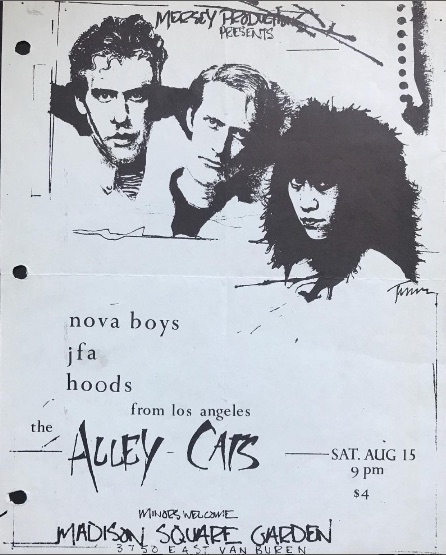 MERSEY PRODUCTIONS
PRESENTS
nova boys
jfa
hoods
from los angeles
the ALLEY-CATS
SAT. AUG 15
9 pm
$4
MINORS WELCOME
MADISON SQUARE GARDEN
3750 EAST VAN BUREN